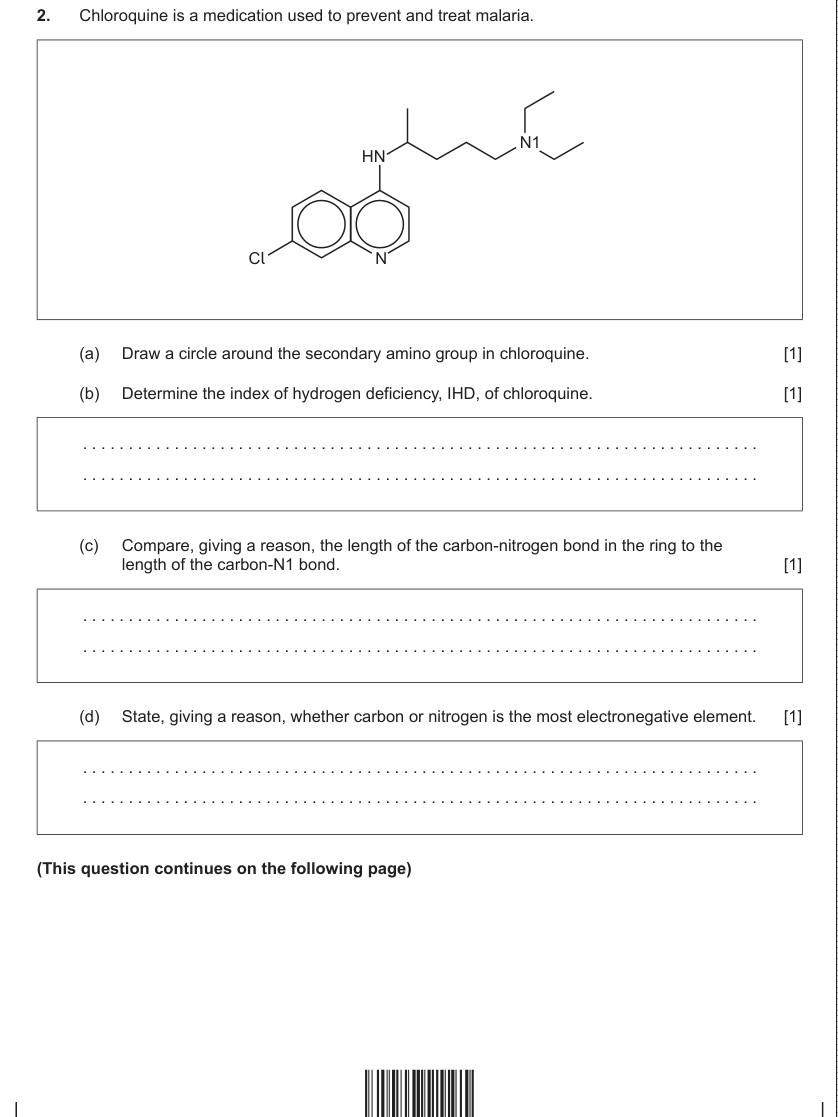 2. Chloroquine is a medication used to prevent and treat malaria.
N1
HN
Cl
N
(a) Draw a circle around the secondary amino group in chloroquine. [1]
(b) Determine the index of hydrogen deficiency, IHD, of chloroquine. [1]
(c) Compare, giving a reason, the length of the carbon-nitrogen bond in the ring to the
length of the carbon-N1 bond. [1]
(d) State, giving a reason, whether carbon or nitrogen is the most electronegative element. [1]
(This question continues on the following page)